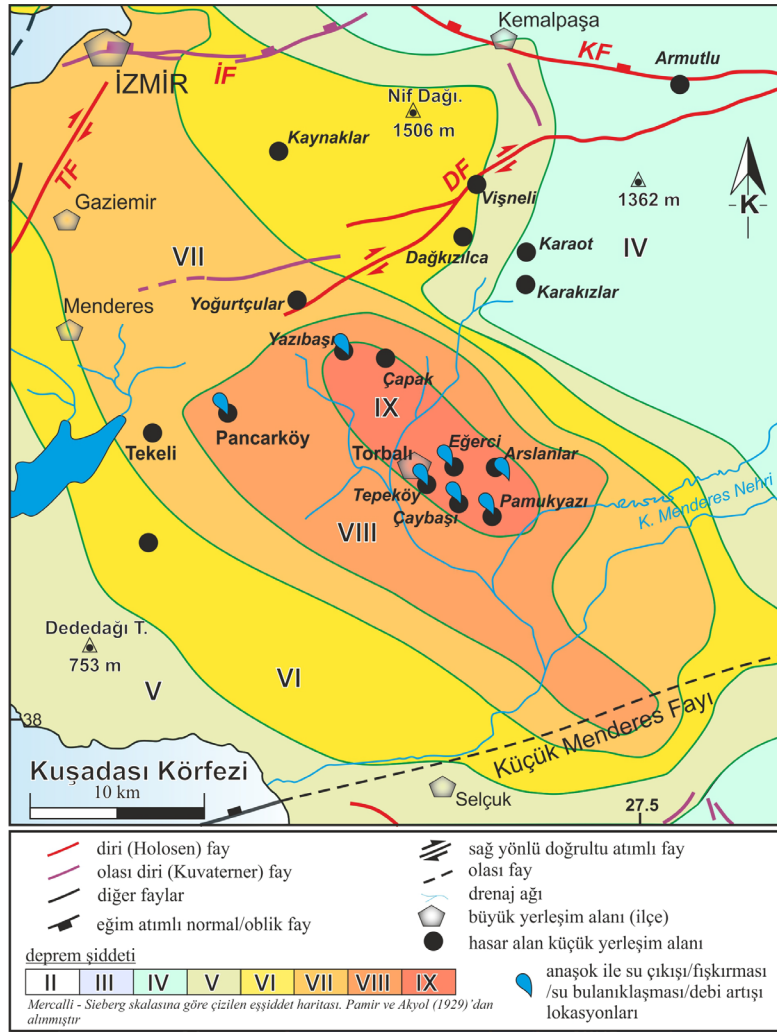 Kemalpaşa
KF
Armutlu
İZMİR
İF
Nif Dağı.
1506 m
Kaynaklar
TF
DF
Vişneli
1362 m
K
Gaziemir
VII
Dağkızılca
Karaot
IV
Karakızlar
Menderes
Yoğurtçular
Yazıbaşı
Çapak
IX
Pancarköy
Tekeli
Torbalı
Eğerci
Arslanlar
Tepeköy
Çaybaşı
Pamukyazı
K. Menderes Nehri
VIII
Dededağı T.
753 m
V
VI
38
Küçük Menderes Fayı
Kuşadası Körfezi
10 km
Selçuk
27.5
diri (Holosen) fay
olası diri (Kuvaterner) fay
diğer faylar
eğim atımlı normal/oblik fay
sağ yönlü doğrultu atımlı fay
olası fay
drenaj ağı
büyük yerleşim alanı (ilçe)
hasar alan küçük yerleşim alanı
anaşok ile su çıkışı/fışkırması
/su bulanıklaşması/debi artışı
lokasyonları
deprem şiddeti
II III IV V VI VII VIII IX
Mercalli - Sieberg skalasına göre çizilen eşşiddet haritası. Pamir ve Akyol (1929)'dan
alınmıştır